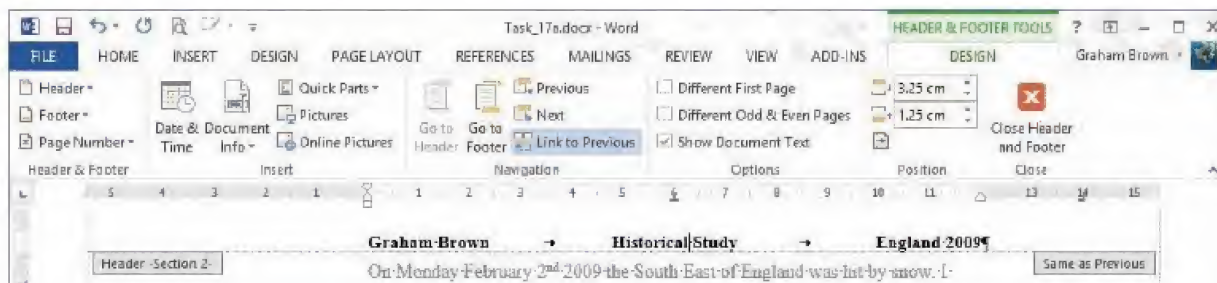 Task_17a.docx - Word
HEADER & FOOTER TOOLS ?
FILE HOME INSERT DESIGN PAGE LAYOUT REFERENCES MAILINGS REVIEW VIEW ADD-INS DESIGN Graham Brown
Header
Footer
Page Number
Header & Footer
Date & Time
Document Info
Quick Parts
Pictures
Online Pictures
Insert
Go to Header
Go to Footer
Previous
Next
Link to Previous
Navigation
Different First Page
Different Odd & Even Pages
Show Document Text
Options
3.25 cm
1.25 cm
Position
Close Header and Footer
Close
5 4 3 2 1 1 2 3 4 5 6 7 8 9 10 11 13 14 15
Graham·Brown → Historical·Study → England·2009¶
Header -Section 2-
On·Monday·February·2nd·2009·the·South·East·of·England·was·hit·by·snow.·I·
Same as Previous